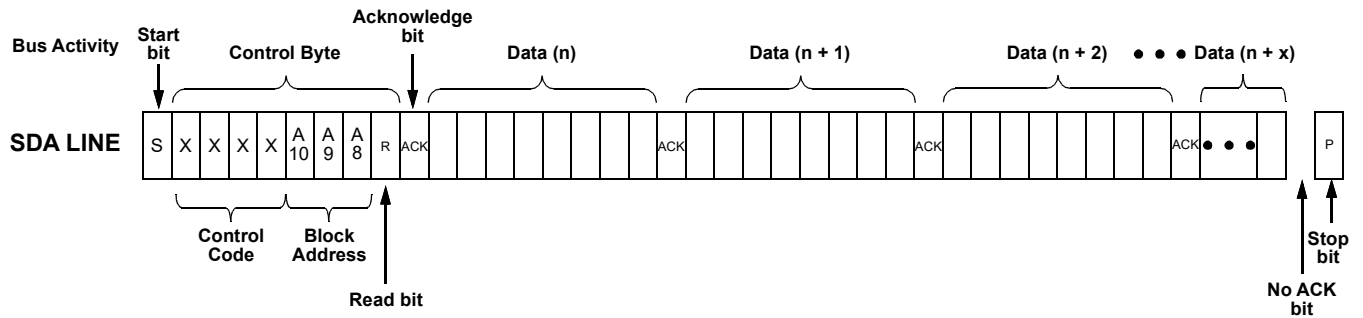 Bus Activity
Start
bit
Control Byte
Acknowledge
bit
Data (n)
Data (n + 1)
Data (n + 2)
• • •
Data (n + x)
SDA LINE
S
X
X
X
X
A
10
A
9
A
8
R
ACK
ACK
ACK
ACK
• • •
P
Control
Code
Block
Address
Read bit
No ACK
bit
Stop
bit